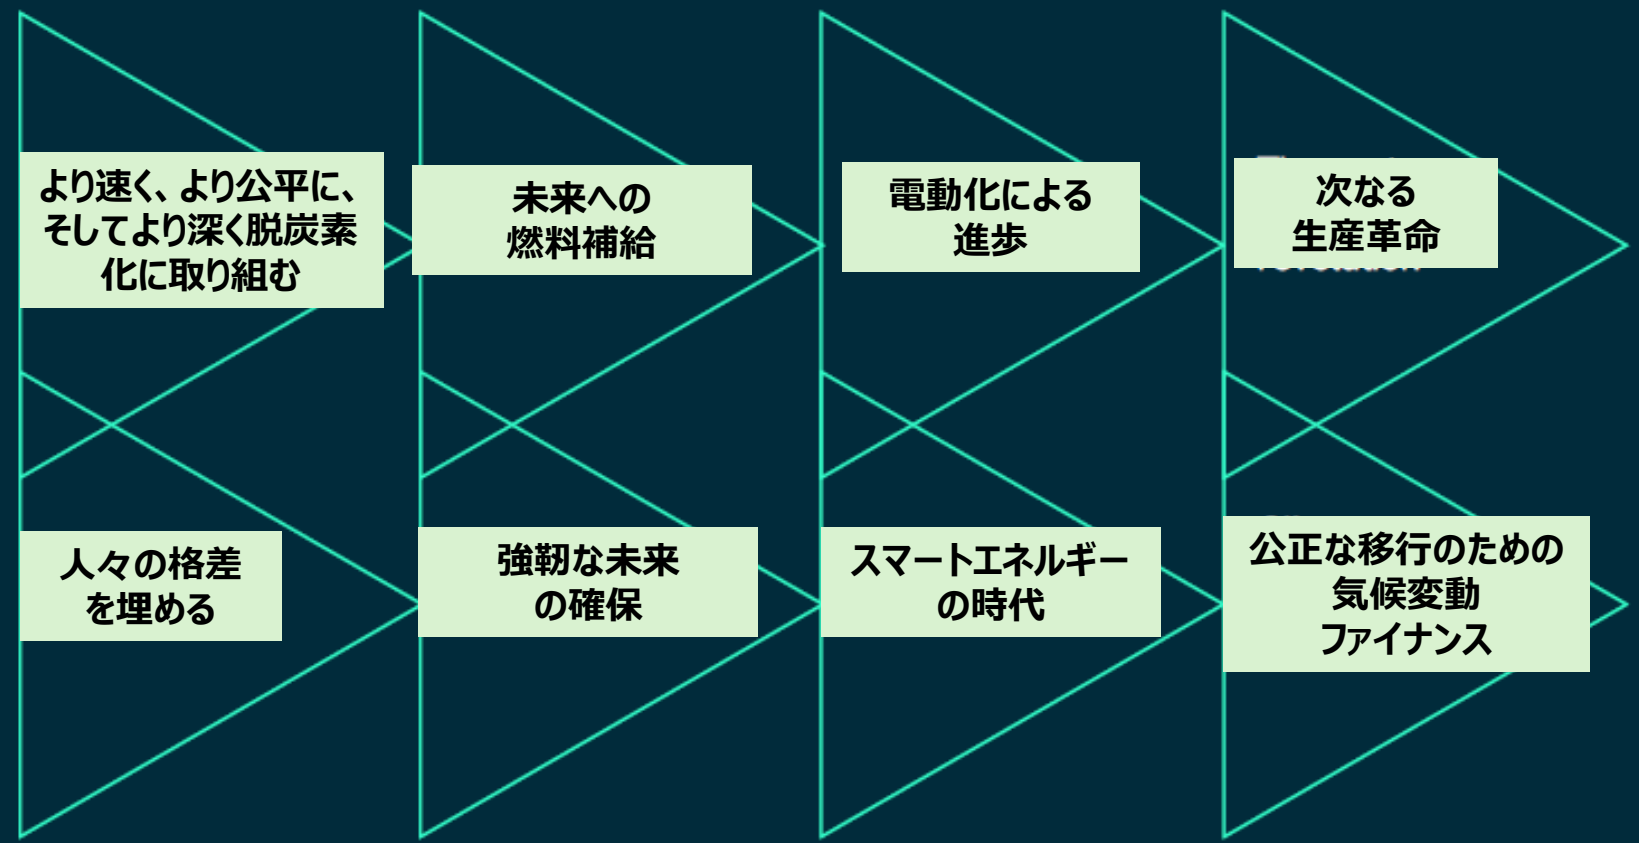 より速く、より公平に、
そしてより深く脱炭素
化に取り組む
未来への
燃料補給
電動化による
進歩
次なる
生産革命
人々の格差
を埋める
強靭な未来
の確保
スマートエネルギー
の時代
公正な移行のための
気候変動
ファイナンス